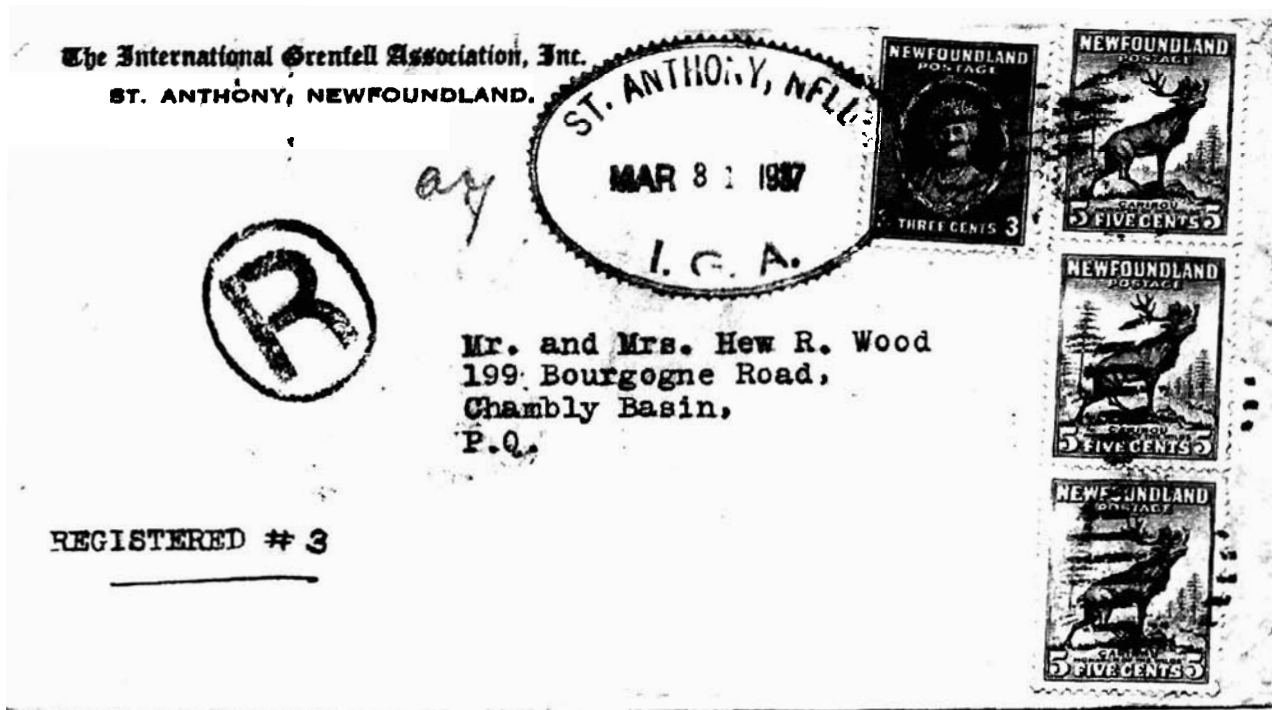 The International Grenfell Association, Inc.
ST. ANTHONY, NEWFOUNDLAND.
ST. ANTHONY, NFLD
MAR 31 1937
I. G. A.
R
Mr. and Mrs. Hew R. Wood
199 Bourgogne Road,
Chambly Basin,
P.Q.
REGISTERED # 3
NEWFOUNDLAND
POSTAGE
THREE CENTS 3
NEWFOUNDLAND
POSTAGE
CARIBOU
5 FIVE CENTS 5
NEWFOUNDLAND
POSTAGE
CARIBOU
5 FIVE CENTS 5
NEWFOUNDLAND
POSTAGE
CARIBOU
5 FIVE CENTS 5